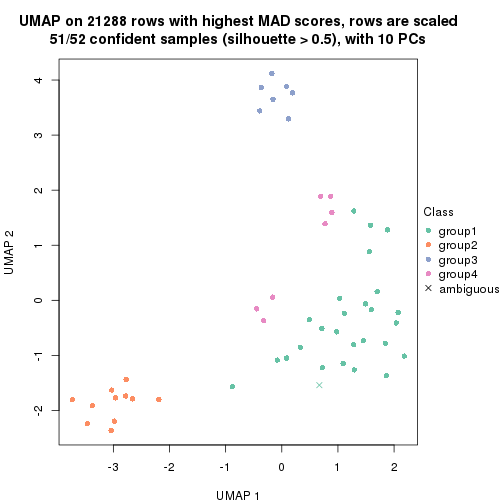 UMAP on 21288 rows with highest MAD scores, rows are scaled
51/52 confident samples (silhouette > 0.5), with 10 PCs
4
3
2
1
0
-1
-2
UMAP 2
-3
-2
-1
0
1
2
UMAP 1
Class
group1
group2
group3
group4
ambiguous